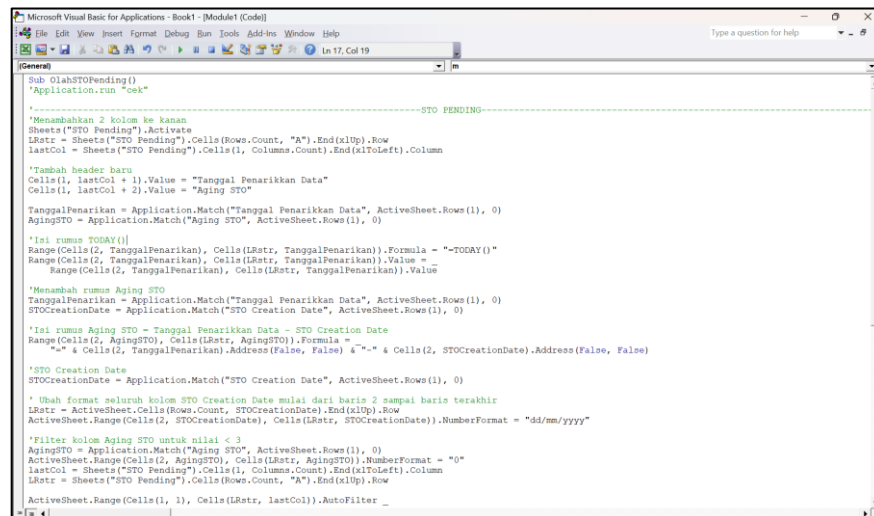 Microsoft Visual Basic for Applications - Book1 - [Module1 (Code)]
File Edit View Insert Format Debug Run Tools Add-Ins Window Help
Type a question for help
Ln 17, Col 19
(General)
m
Sub OlahSTOPending()
'Application.run "cek"
'----------------------------------------------------------------STO PENDING----------------------------------------------------------------
'Menambahkan 2 kolom ke kanan
Sheets("STO Pending").Activate
LRstr = Sheets("STO Pending").Cells(Rows.Count, "A").End(xlUp).Row
lastCol = Sheets("STO Pending").Cells(1, Columns.Count).End(xlToLeft).Column
'Tambah header baru
Cells(1, lastCol + 1).Value = "Tanggal Penarikkan Data"
Cells(1, lastCol + 2).Value = "Aging STO"
TanggalPenarikan = Application.Match("Tanggal Penarikkan Data", ActiveSheet.Rows(1), 0)
AgingSTO = Application.Match("Aging STO", ActiveSheet.Rows(1), 0)
'Isi rumus TODAY()
Range(Cells(2, TanggalPenarikan), Cells(LRstr, TanggalPenarikan)).Formula = "=TODAY()"
Range(Cells(2, TanggalPenarikan), Cells(LRstr, TanggalPenarikan)).Value = _
Range(Cells(2, TanggalPenarikan), Cells(LRstr, TanggalPenarikan)).Value
'Menambah rumus Aging STO
TanggalPenarikan = Application.Match("Tanggal Penarikkan Data", ActiveSheet.Rows(1), 0)
STOCreationDate = Application.Match("STO Creation Date", ActiveSheet.Rows(1), 0)
'Isi rumus Aging STO = Tanggal Penarikkan Data - STO Creation Date
Range(Cells(2, AgingSTO), Cells(LRstr, AgingSTO)).Formula = _
"=" & Cells(2, TanggalPenarikan).Address(False, False) & "-" & Cells(2, STOCreationDate).Address(False, False)
'STO Creation Date
STOCreationDate = Application.Match("STO Creation Date", ActiveSheet.Rows(1), 0)
' Ubah format seluruh kolom STO Creation Date mulai dari baris 2 sampai baris terakhir
LRstr = ActiveSheet.Cells(Rows.Count, STOCreationDate).End(xlUp).Row
ActiveSheet.Range(Cells(2, STOCreationDate), Cells(LRstr, STOCreationDate)).NumberFormat = "dd/mm/yyyy"
'Filter kolom Aging STO untuk nilai < 3
AgingSTO = Application.Match("Aging STO", ActiveSheet.Rows(1), 0)
ActiveSheet.Range(Cells(2, AgingSTO), Cells(LRstr, AgingSTO)).NumberFormat = "0"
lastCol = Sheets("STO Pending").Cells(1, Columns.Count).End(xlToLeft).Column
LRstr = Sheets("STO Pending").Cells(Rows.Count, "A").End(xlUp).Row
ActiveSheet.Range(Cells(1, 1), Cells(LRstr, lastCol)).AutoFilter _